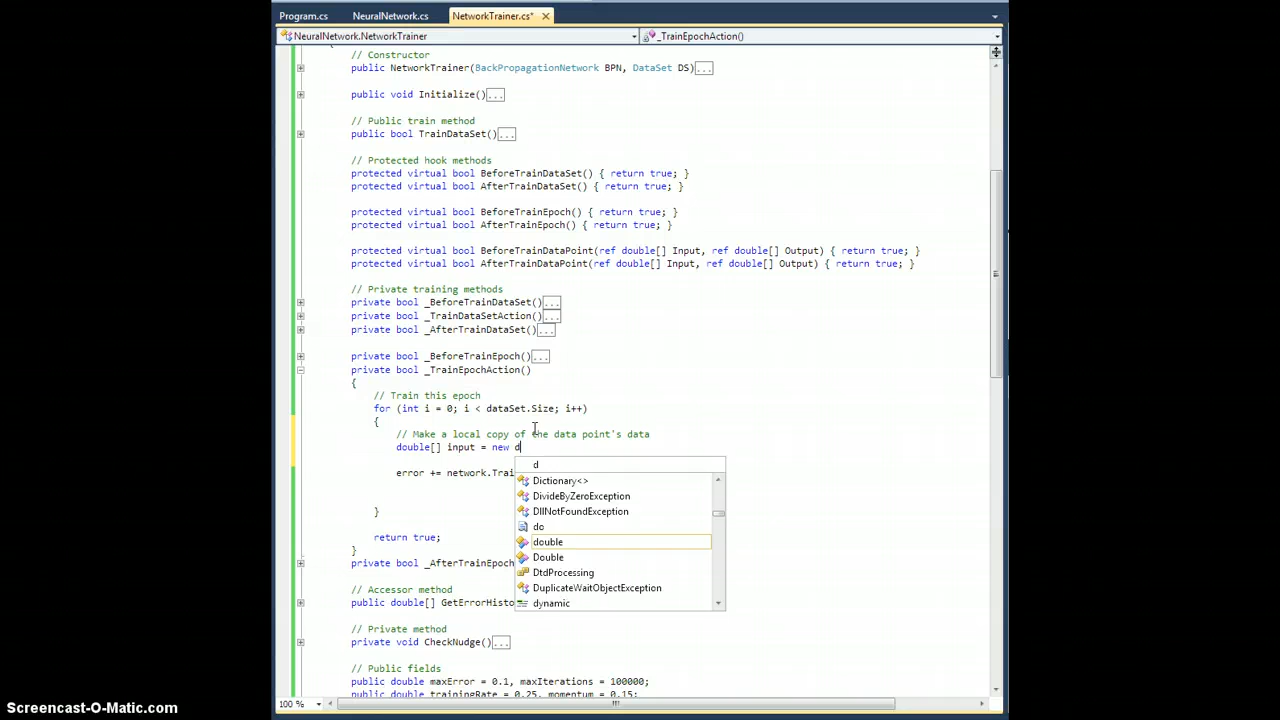 Program.cs NeuralNetwork.cs NetworkTrainer.cs*
NeuralNetwork.NetworkTrainer _TrainEpochAction()
// Constructor
public NetworkTrainer(BackPropagationNetwork BPN, DataSet DS)...
public void Initialize()...
// Public train method
public bool TrainDataSet()...
// Protected hook methods
protected virtual bool BeforeTrainDataSet() { return true; }
protected virtual bool AfterTrainDataSet() { return true; }
protected virtual bool BeforeTrainEpoch() { return true; }
protected virtual bool AfterTrainEpoch() { return true; }
protected virtual bool BeforeTrainDataPoint(ref double[] Input, ref double[] Output) { return true; }
protected virtual bool AfterTrainDataPoint(ref double[] Input, ref double[] Output) { return true; }
// Private training methods
private bool _BeforeTrainDataSet()...
private bool _TrainDataSetAction()...
private bool _AfterTrainDataSet()...
private bool _BeforeTrainEpoch()...
private bool _TrainEpochAction()
{
// Train this epoch
for (int i = 0; i < dataSet.Size; i++)
{
// Make a local copy of the data point's data
double[] input = new d
d
error += network.Trai
Dictionary<>
DivideByZeroException
DllNotFoundException
do
double
Double
DtdProcessing
DuplicateWaitObjectException
dynamic
}
return true;
}
private bool _AfterTrainEpoch
// Accessor method
public double[] GetErrorHisto
// Private method
private void CheckNudge()...
// Public fields
public double maxError = 0.1, maxIterations = 100000;
public double trainingRate = 0.25, momentum = 0.15;
100 %
Screencast-O-Matic.com